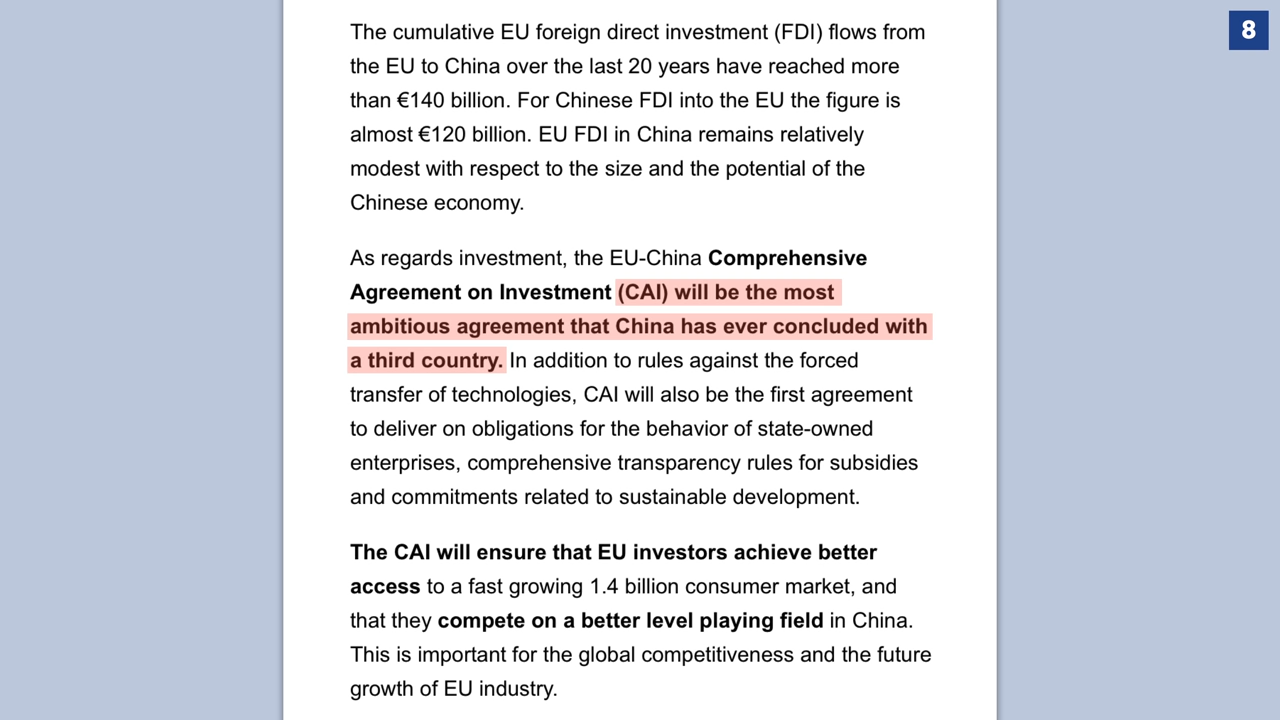 8
The cumulative EU foreign direct investment (FDI) flows from
the EU to China over the last 20 years have reached more
than €140 billion. For Chinese FDI into the EU the figure is
almost €120 billion. EU FDI in China remains relatively
modest with respect to the size and the potential of the
Chinese economy.
As regards investment, the EU-China Comprehensive
Agreement on Investment (CAI) will be the most
ambitious agreement that China has ever concluded with
a third country. In addition to rules against the forced
transfer of technologies, CAI will also be the first agreement
to deliver on obligations for the behavior of state-owned
enterprises, comprehensive transparency rules for subsidies
and commitments related to sustainable development.
The CAI will ensure that EU investors achieve better
access to a fast growing 1.4 billion consumer market, and
that they compete on a better level playing field in China.
This is important for the global competitiveness and the future
growth of EU industry.